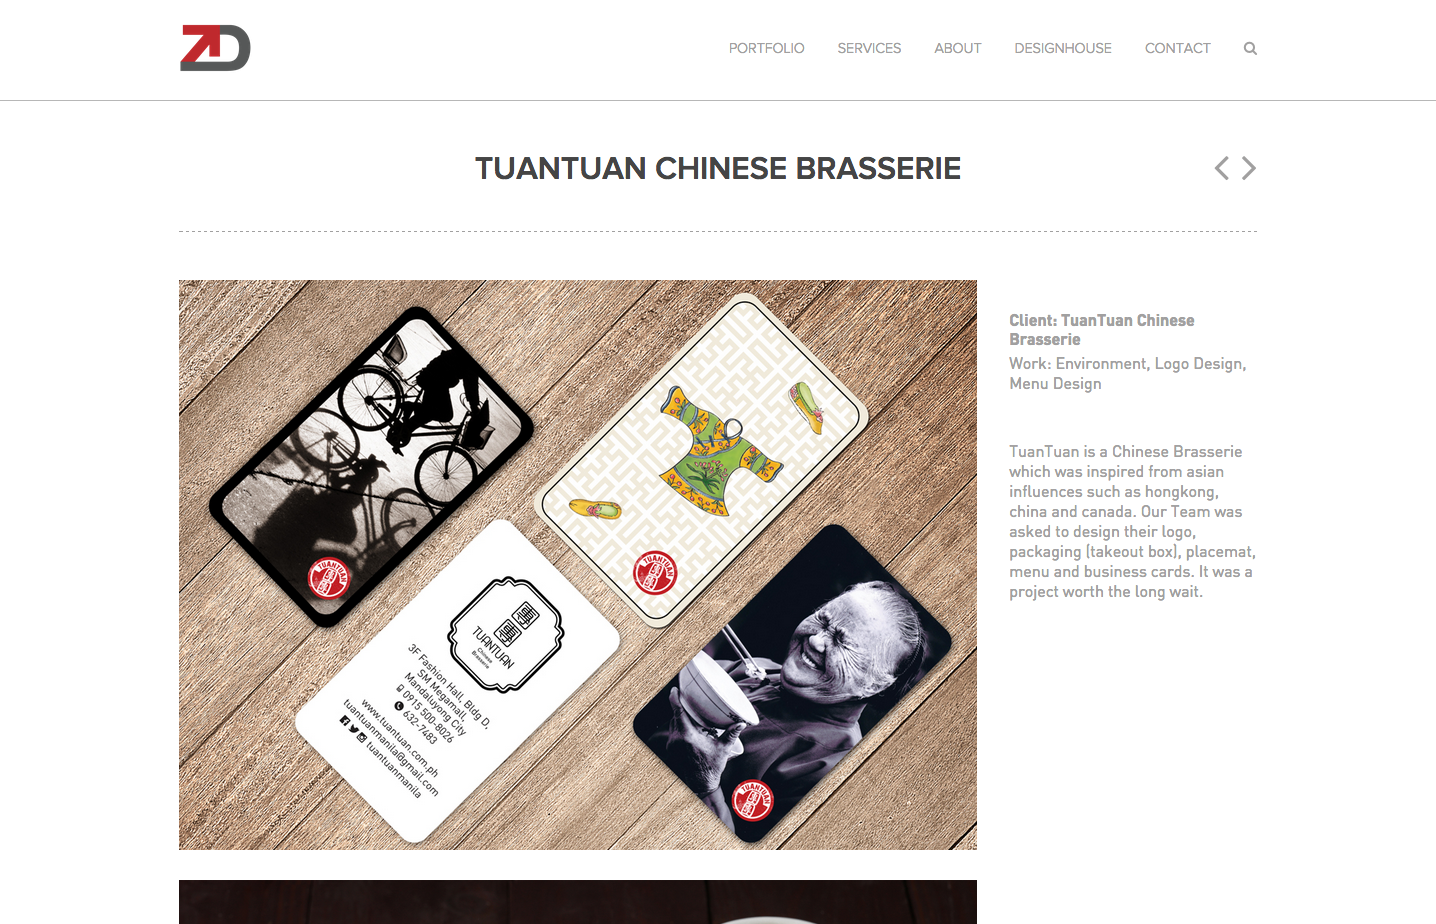 ZD
PORTFOLIO
SERVICES
ABOUT
DESIGNHOUSE
CONTACT
TUANTUAN CHINESE BRASSERIE
Client: TuanTuan Chinese
Brasserie
Work: Environment, Logo Design,
Menu Design
TuanTuan is a Chinese Brasserie
which was inspired from asian
influences such as hongkong,
china and canada. Our Team was
asked to design their logo,
packaging (takeout box), placemat,
menu and business cards. It was a
project worth the long wait.
TUANTUAN
TUANTUAN
TUANTUAN
Chinese
Brasserie
3F Fashion Hall, Bldg D,
SM Megamall,
Mandaluyong City
0915 500-8026
632-7483
www.tuantuan.com.ph
tuantuanmanila@gmail.com
tuantuanmanila
TUANTUAN